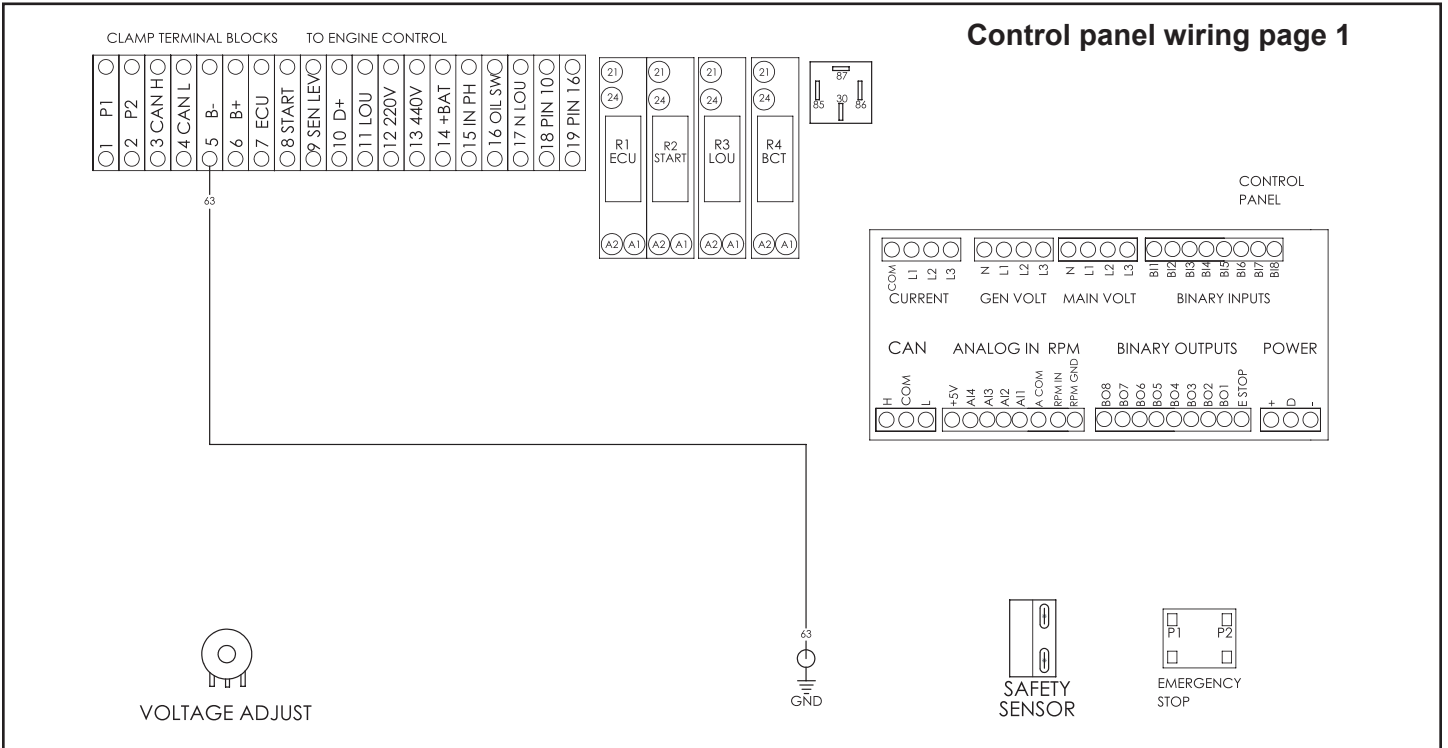 Control panel wiring page 1
CLAMP TERMINAL BLOCKS TO ENGINE CONTROL
1 P1
2 P2
3 CAN H
4 CAN L
5 B-
6 B+
7 ECU
8 START
9 SEN LEV
10 D+
11 LOU
12 220V
13 440V
14 +BAT
15 IN PH
16 OIL SW
17 N LOU
18 PIN 10
19 PIN 16
21 21 21 21
24 24 24 24
R1 ECU
R2 START
R3 LOU
R4 BCT
A2 A1 A2 A1 A2 A1 A2 A1
87
85 30 86
63
CONTROL
PANEL
COM L1 L2 L3
N L1 L2 L3
N L1 L2 L3
BI1 BI2 BI3 BI4 BI5 BI6 BI7 BI8
CURRENT GEN VOLT MAIN VOLT BINARY INPUTS
CAN ANALOG IN RPM BINARY OUTPUTS POWER
H COM L
+5V AI4 AI3 AI2 AI1 A COM RPM IN RPM GND
BO8 BO7 BO6 BO5 BO4 BO3 BO2 BO1 E STOP
+ D -
VOLTAGE ADJUST
63
GND
SAFETY
SENSOR
P1 P2
EMERGENCY
STOP